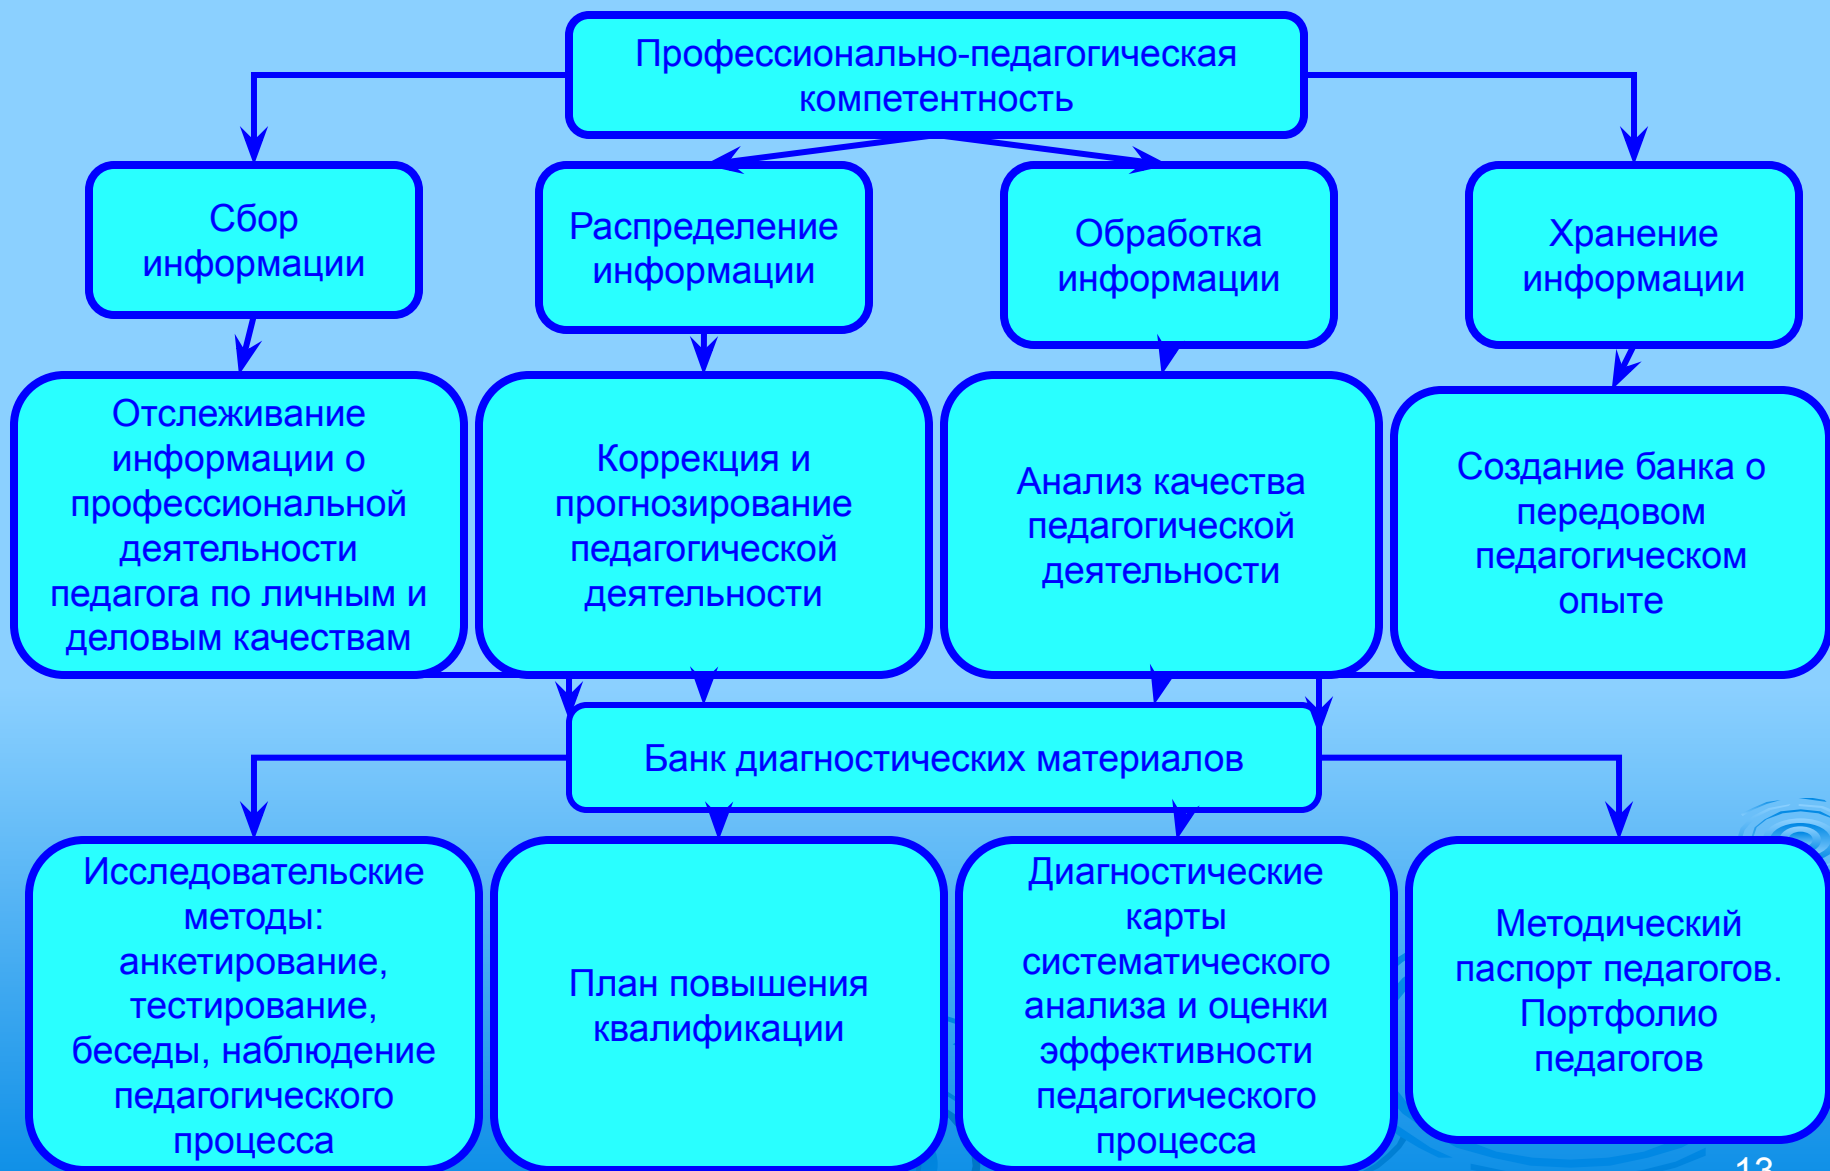 Профессионально-педагогическая
компетентность
Сбор
информации
Распределение
информации
Обработка
информации
Хранение
информации
Отслеживание
информации о
профессиональной
деятельности
педагога по личным и
деловым качествам
Коррекция и
прогнозирование
педагогической
деятельности
Анализ качества
педагогической
деятельности
Создание банка о
передовом
педагогическом
опыте
Банк диагностических материалов
Исследовательские
методы:
анкетирование,
тестирование,
беседы, наблюдение
педагогического
процесса
План повышения
квалификации
Диагностические
карты
систематического
анализа и оценки
эффективности
педагогического
процесса
Методический
паспорт педагогов.
Портфолио
педагогов
13